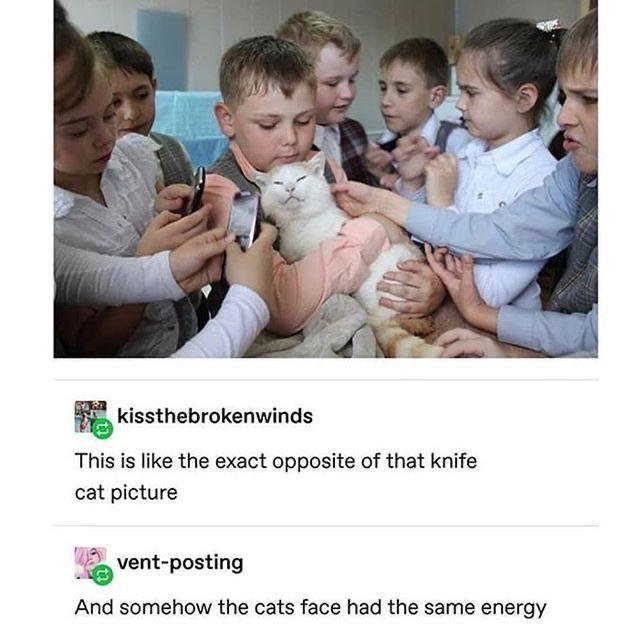 kissthebrokenwinds
This is like the exact opposite of that knife
cat picture
vent-posting
And somehow the cats face had the same energy